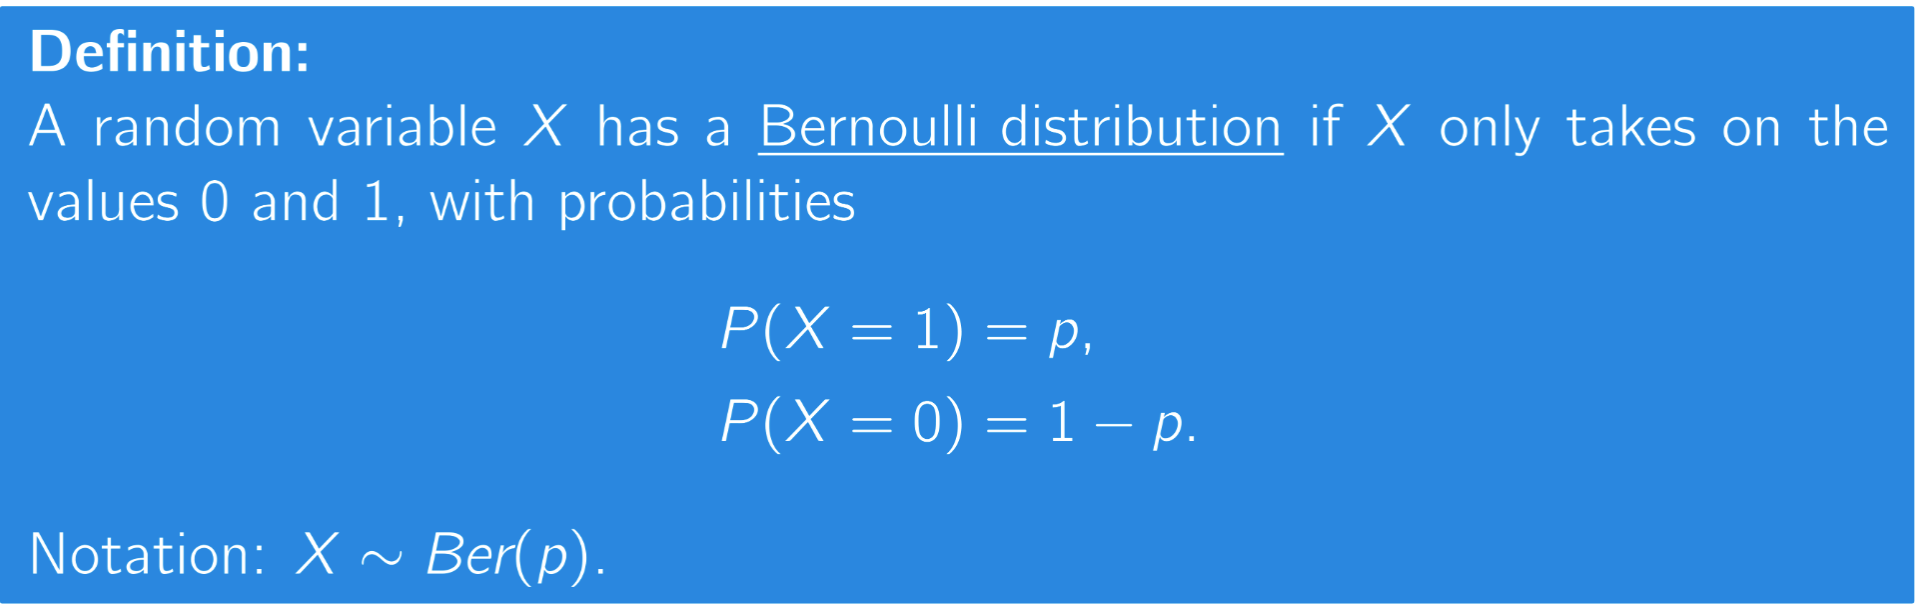 Definition:
A random variable X has a Bernoulli distribution if X only takes on the
values 0 and 1, with probabilities
P(X = 1) = p,
P(X = 0) = 1 − p.
Notation: X ∼ Ber(p).